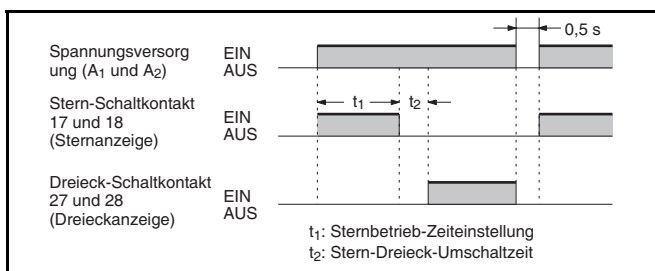 0,5 s
Spannungsversorg
ung (A₁ und A₂)
EIN
AUS
t₁
t₂
Stern-Schaltkontakt
17 und 18
(Sternanzeige)
EIN
AUS
Dreieck-Schaltkontakt
27 und 28
(Dreieckanzeige)
EIN
AUS
t₁: Sternbetrieb-Zeiteinstellung
t₂: Stern-Dreieck-Umschaltzeit